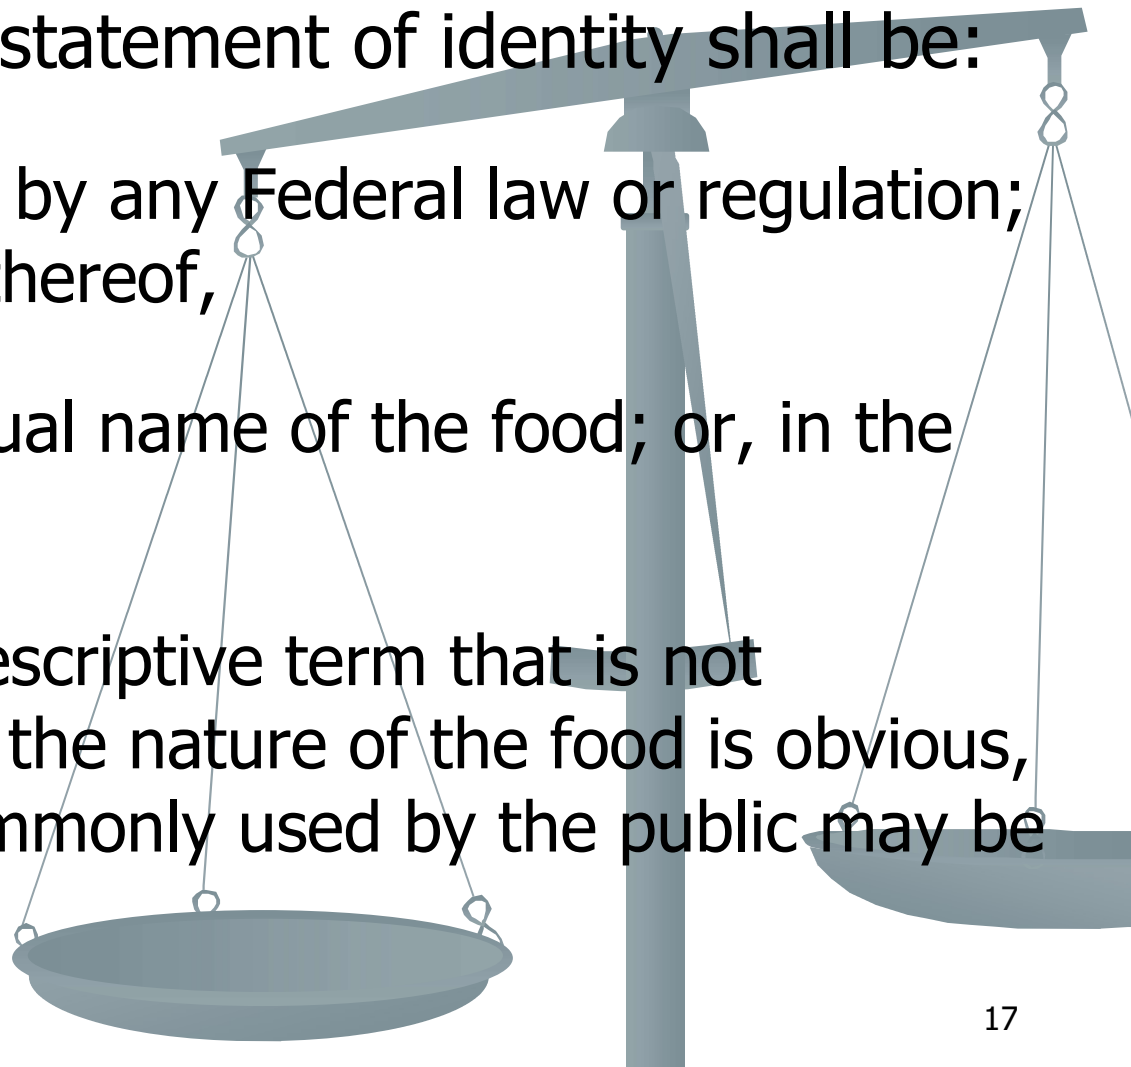 statement of identity shall be:
by any Federal law or regulation;
thereof,
ual name of the food; or, in the
escriptive term that is not
the nature of the food is obvious,
mmonly used by the public may be
17